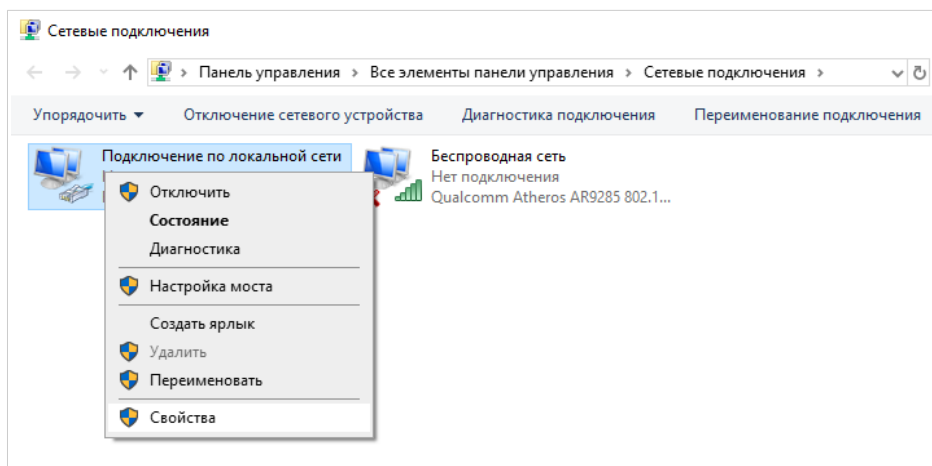 Сетевые подключения
Панель управления › Все элементы панели управления › Сетевые подключения ›
Упорядочить Отключение сетевого устройства Диагностика подключения Переименование подключения
Подключение по локальной сети
Беспроводная сеть
Нет подключения
Qualcomm Atheros AR9285 802.1...
Отключить
Состояние
Диагностика
Настройка моста
Создать ярлык
Удалить
Переименовать
Свойства